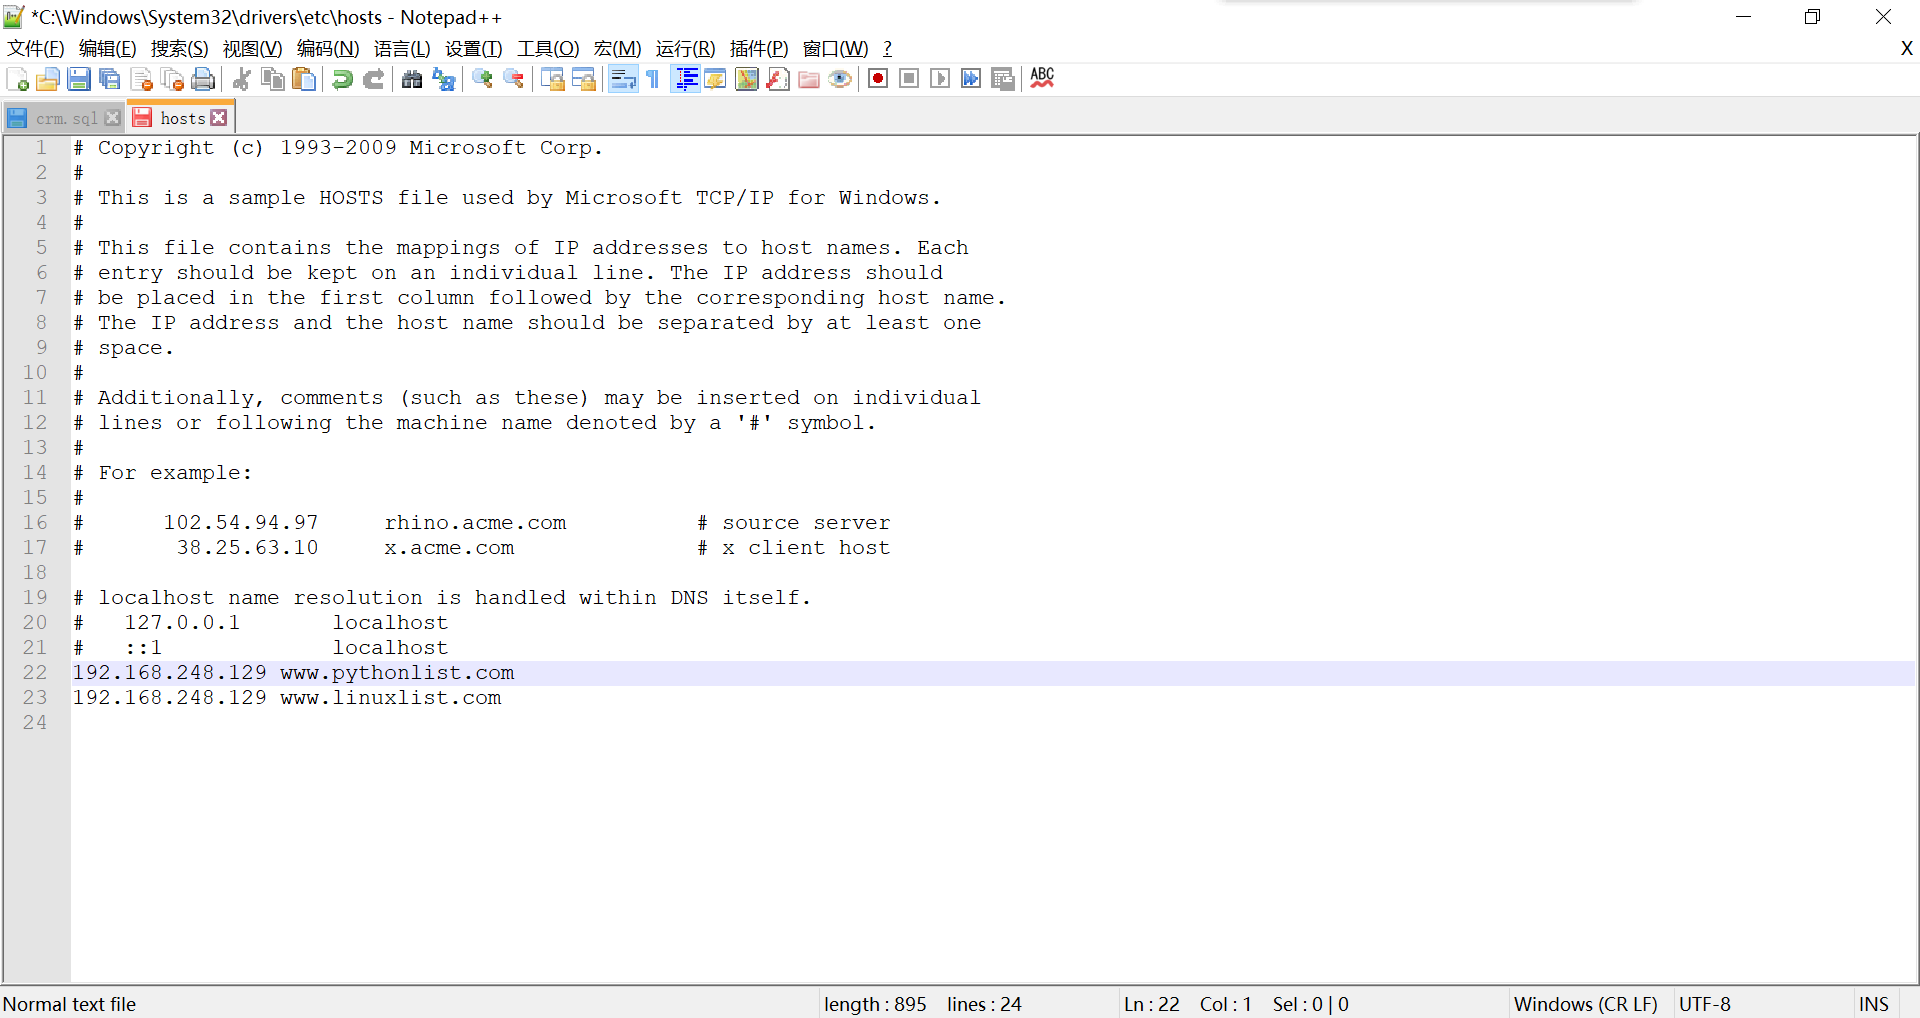 *C:\Windows\System32\drivers\etc\hosts - Notepad++
文件(F) 编辑(E) 搜索(S) 视图(V) 编码(N) 语言(L) 设置(T) 工具(O) 宏(M) 运行(R) 插件(P) 窗口(W) ? X
ABC
crm.sql hosts
1 # Copyright (c) 1993-2009 Microsoft Corp.
2 #
3 # This is a sample HOSTS file used by Microsoft TCP/IP for Windows.
4 #
5 # This file contains the mappings of IP addresses to host names. Each
6 # entry should be kept on an individual line. The IP address should
7 # be placed in the first column followed by the corresponding host name.
8 # The IP address and the host name should be separated by at least one
9 # space.
10 #
11 # Additionally, comments (such as these) may be inserted on individual
12 # lines or following the machine name denoted by a '#' symbol.
13 #
14 # For example:
15 #
16 #      102.54.94.97     rhino.acme.com          # source server
17 #       38.25.63.10     x.acme.com              # x client host
18
19 # localhost name resolution is handled within DNS itself.
20 #   127.0.0.1       localhost
21 #   ::1             localhost
22 192.168.248.129 www.pythonlist.com
23 192.168.248.129 www.linuxlist.com
24
Normal text file length : 895 lines : 24 Ln : 22 Col : 1 Sel : 0 | 0 Windows (CR LF) UTF-8 INS